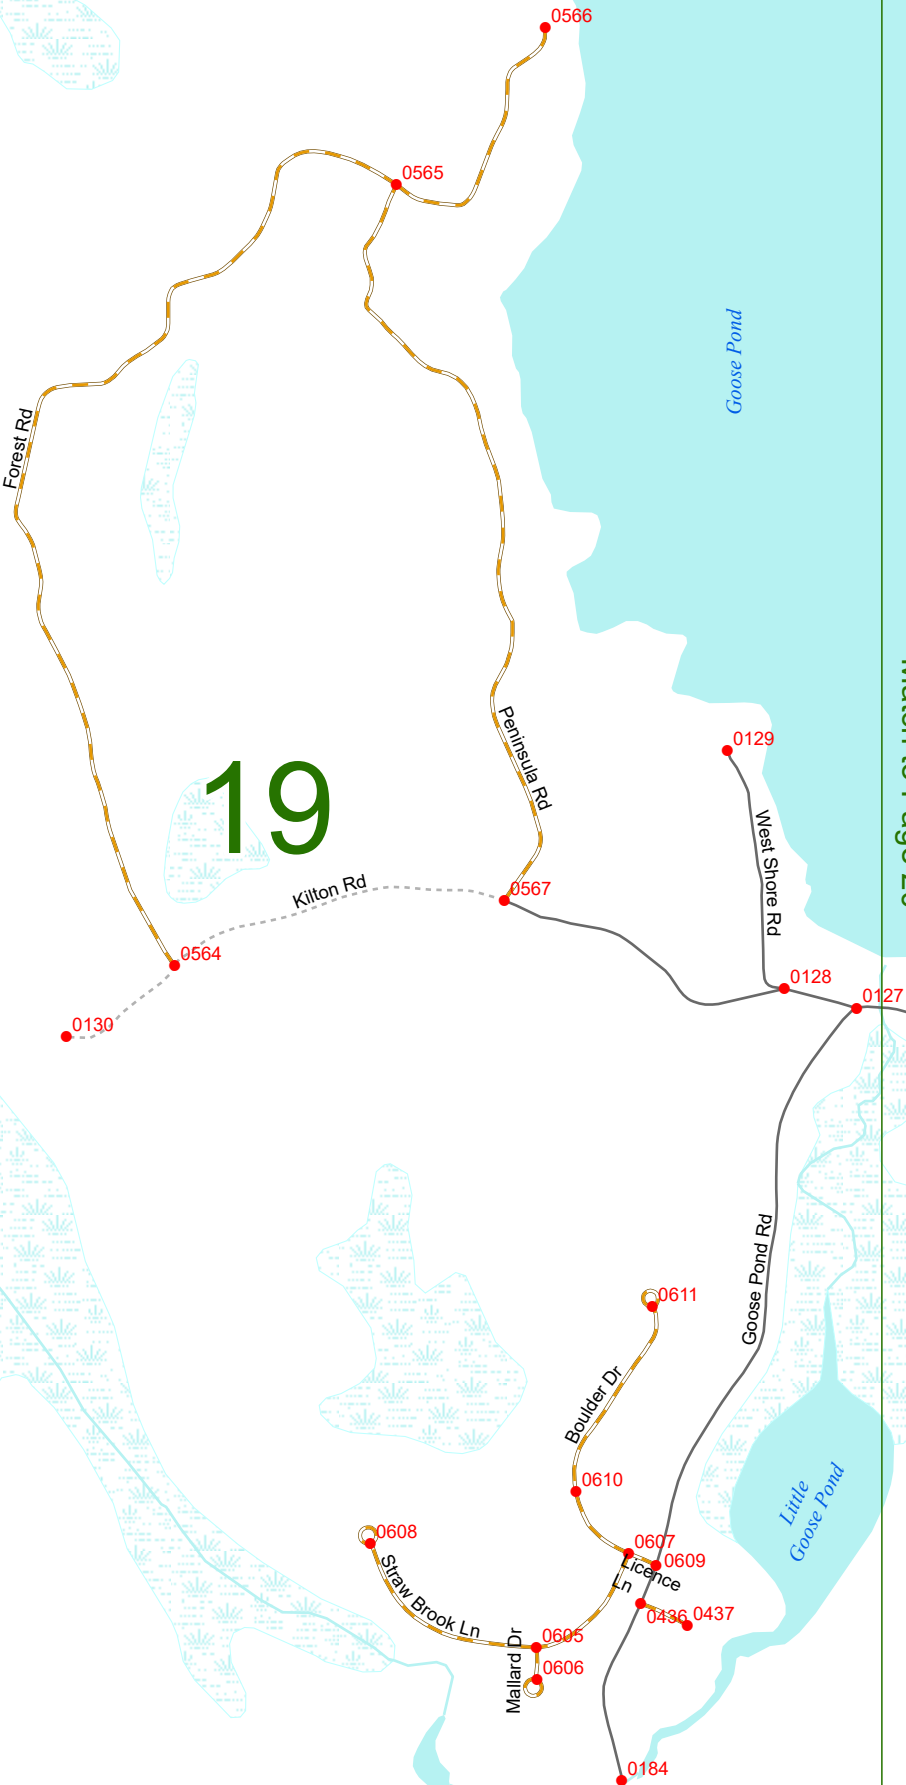 0566
0565
Goose Pond
Forest Rd
Peninsula Rd
0129
19
West Shore Rd
Kilton Rd
0567
0564
0128
0127
0130
Goose Pond Rd
0611
Boulder Dr
0610
Little
Goose Pond
0608
0607
0609
Licence
Ln
Straw Brook Ln
0436
0437
0605
Mallard Dr
0606
0184